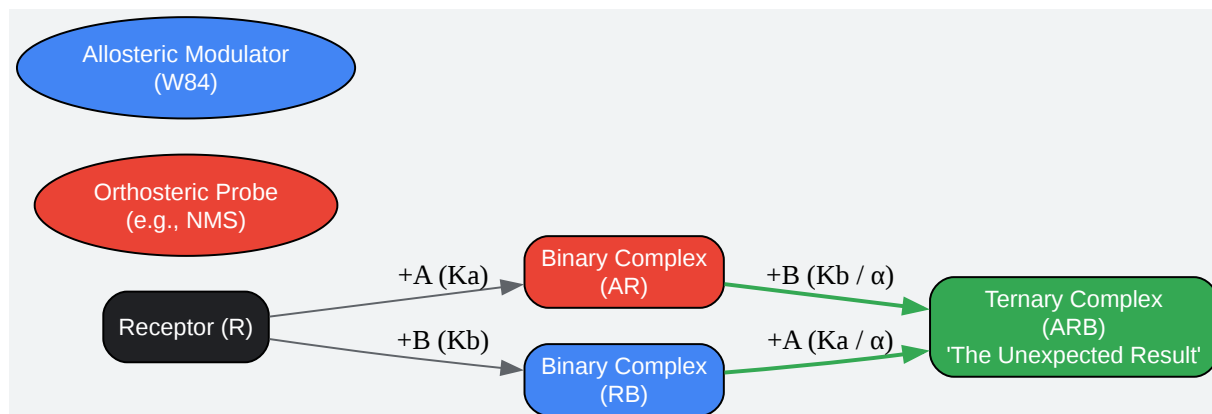 Allosteric Modulator
(W84)
Orthosteric Probe
(e.g., NMS)
Receptor (R)
+A (Ka)
+B (Kb)
Binary Complex
(AR)
Binary Complex
(RB)
+B (Kb / α)
+A (Ka / α)
Ternary Complex
(ARB)
'The Unexpected Result'